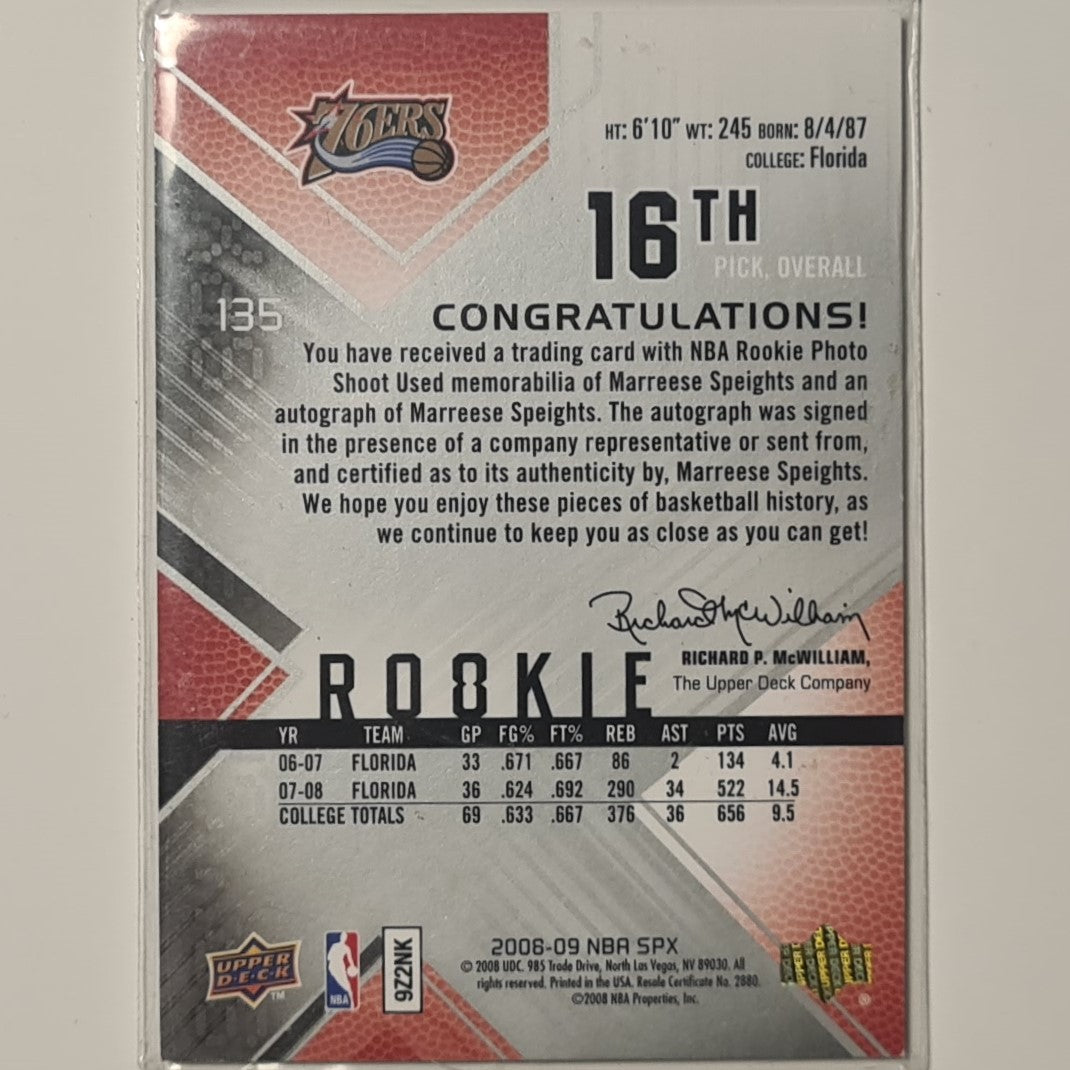 76ERS
HT: 6'10" WT: 245 BORN: 8/4/87
COLLEGE: Florida
16TH
PICK, OVERALL
135
CONGRATULATIONS!
You have received a trading card with NBA Rookie Photo
Shoot Used memorabilia of Marreese Speights and an
autograph of Marreese Speights. The autograph was signed
in the presence of a company representative or sent from,
and certified as to its authenticity by, Marreese Speights.
We hope you enjoy these pieces of basketball history, as
we continue to keep you as close as you can get!
Richard McWilliam
RICHARD P. McWILLIAM,
The Upper Deck Company
ROOKIE
YR TEAM GP FG% FT% REB AST PTS AVG
06-07 FLORIDA 33 .671 .667 86 2 134 4.1
07-08 FLORIDA 36 .624 .692 290 34 522 14.5
COLLEGE TOTALS 69 .633 .667 376 36 656 9.5
UPPER
D·E·C·K
TM
NBA
9Z2NK
2008-09 NBA SPX
© 2008 UDC. 985 Trade Drive, North Las Vegas, NV 89030. All
rights reserved. Printed in the USA. Resale Certificate No. 2880.
©2008 NBA Properties, Inc.
®